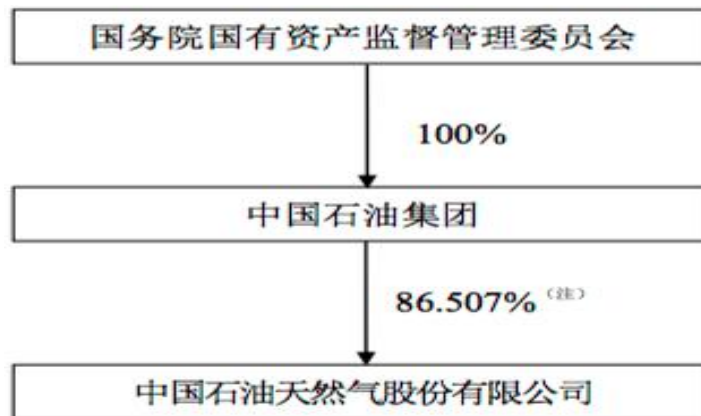 国务院国有资产监督管理委员会
100%
中国石油集团
86.507%（注）
中国石油天然气股份有限公司